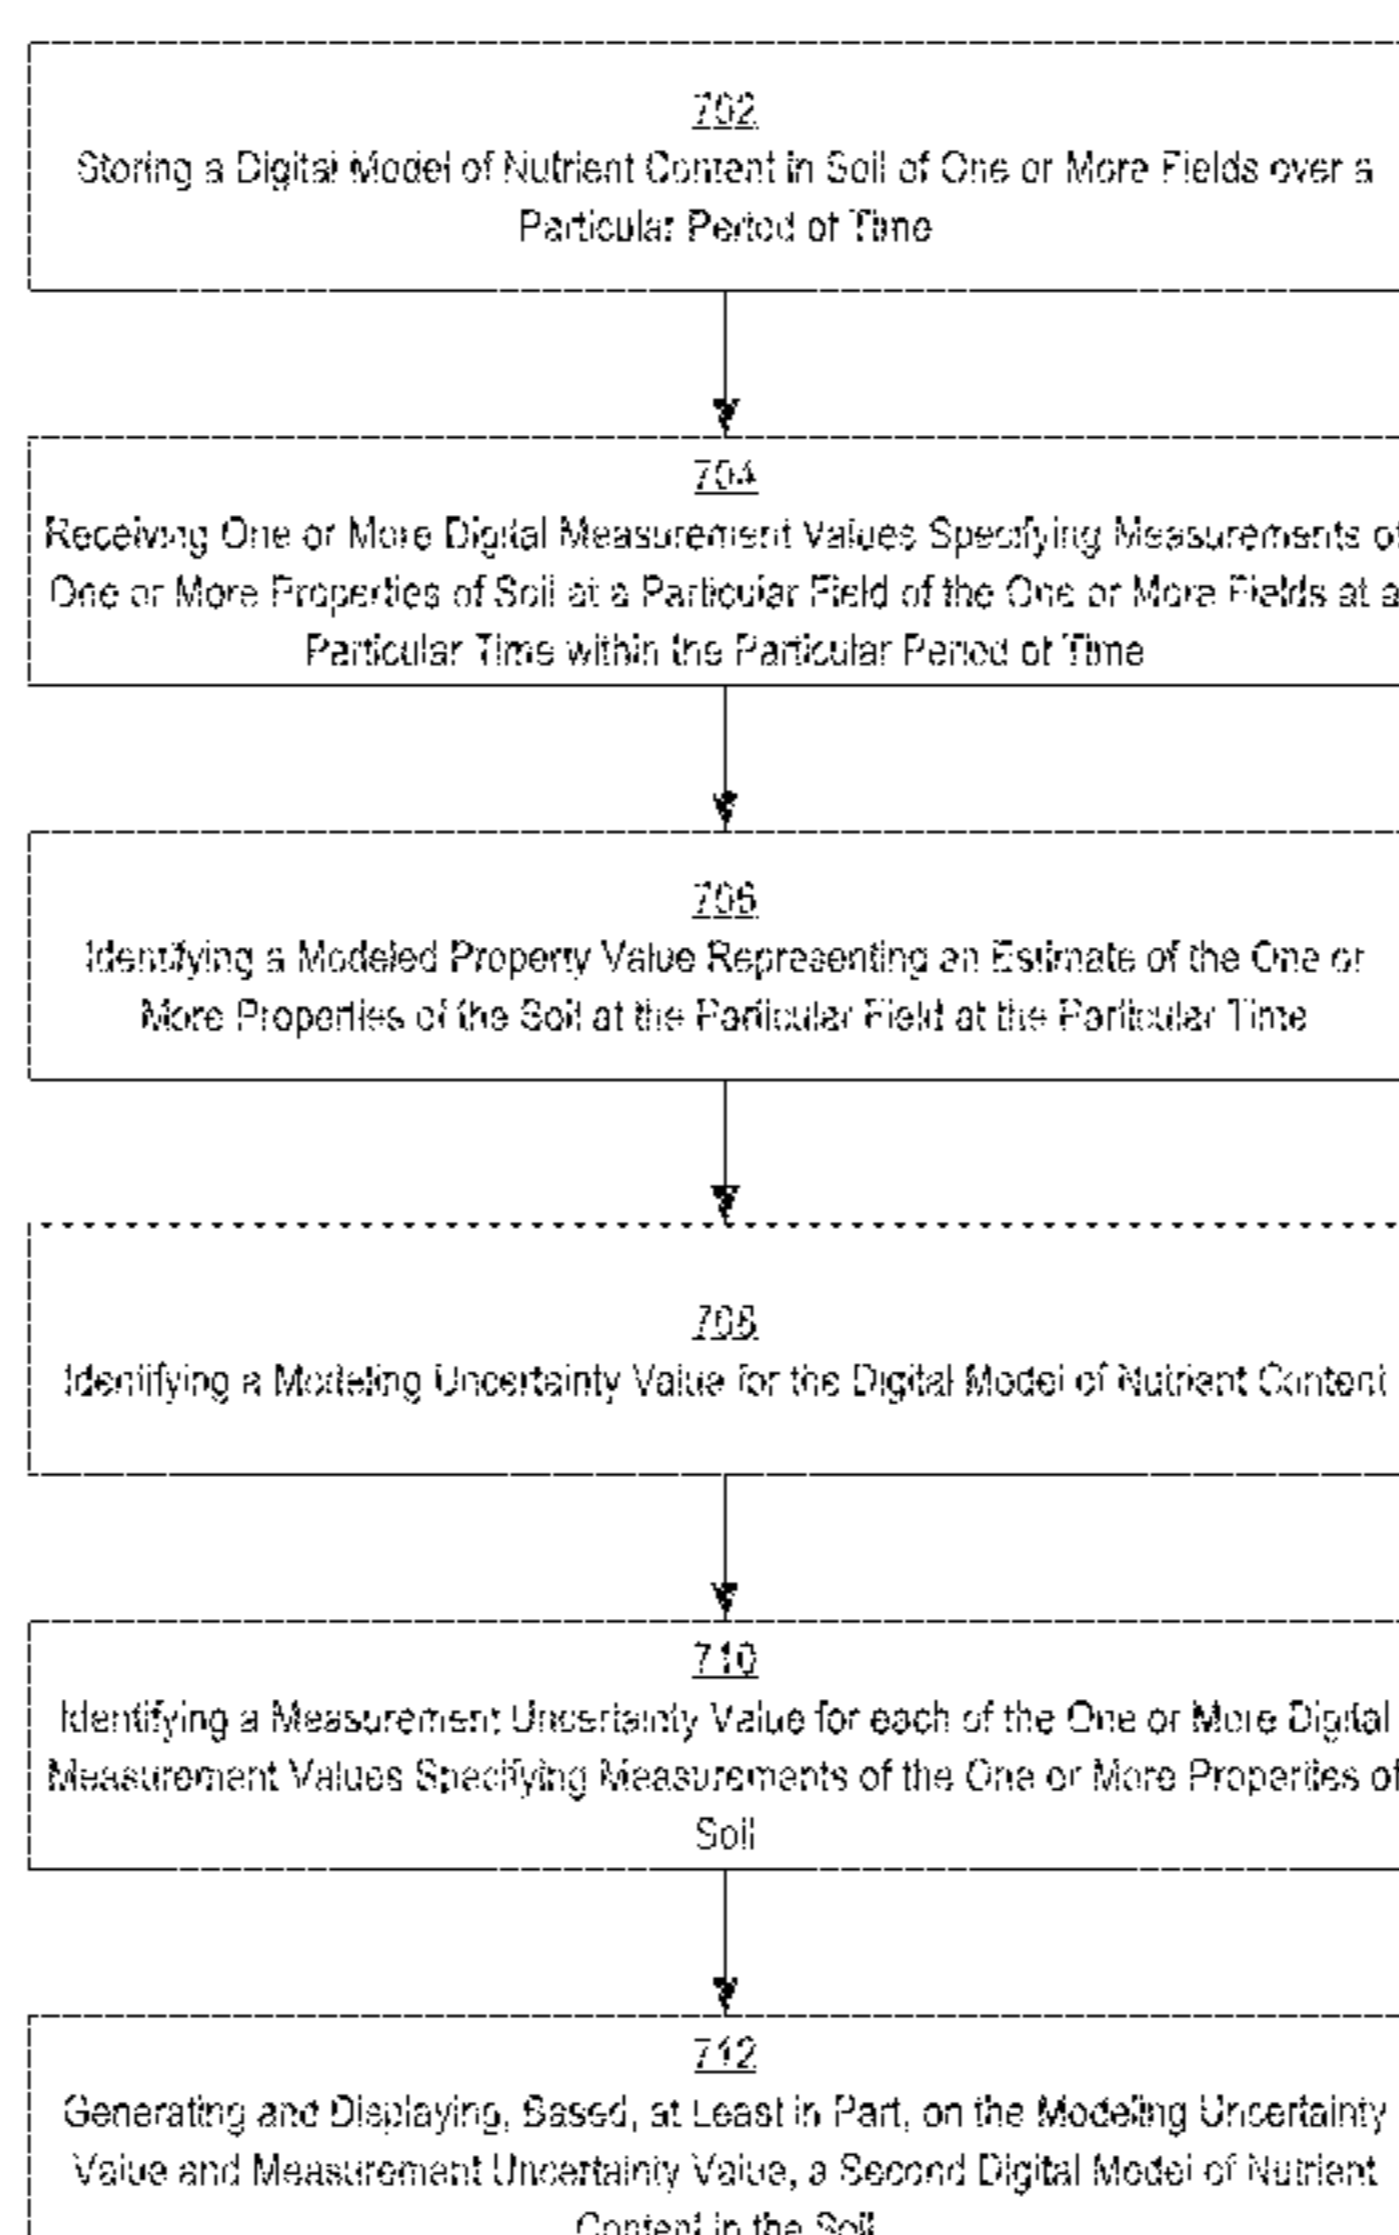 702
Storing a Digital Model of Nutrient Content in Soil of One or More Fields over a
Particular Period of Time
704
Receiving One or More Digital Measurement Values Specifying Measurements of
One or More Properties of Soil at a Particular Field of the One or More Fields at a
Particular Time within the Particular Period of Time
706
Identifying a Modeled Property Value Representing an Estimate of the One or
More Properties of the Soil at the Particular Field at the Particular Time
708
Identifying a Modeling Uncertainty Value for the Digital Model of Nutrient Content
710
Identifying a Measurement Uncertainty Value for each of the One or More Digital
Measurement Values Specifying Measurements of the One or More Properties of
Soil
712
Generating and Displaying, Based, at Least in Part, on the Modeling Uncertainty
Value and Measurement Uncertainty Value, a Second Digital Model of Nutrient
Content in the Soil